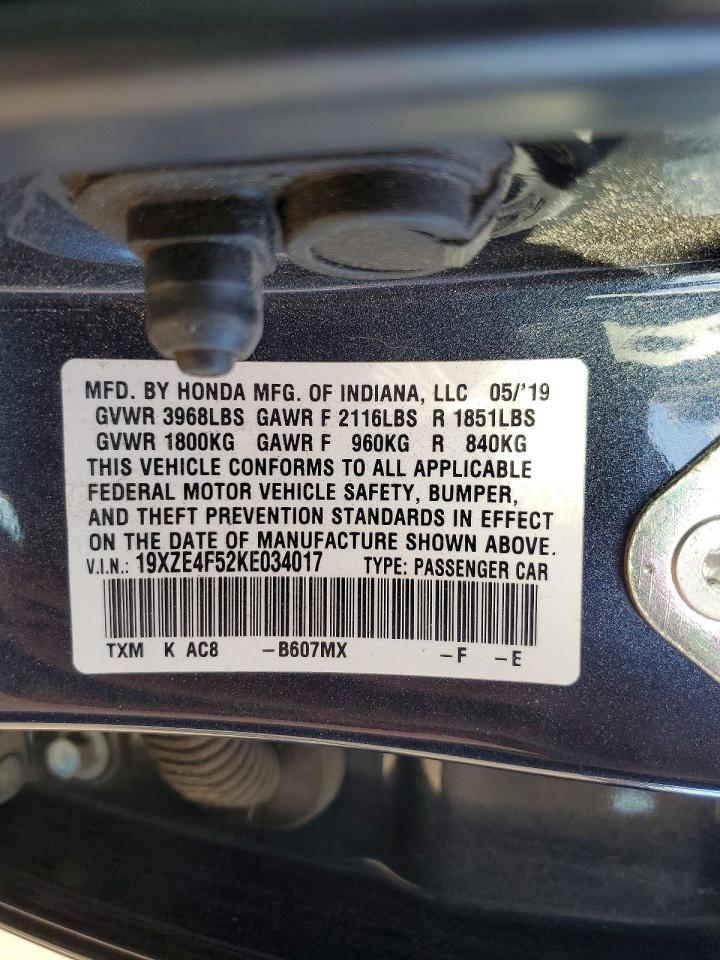 MFD. BY HONDA MFG. OF INDIANA, LLC 05/'19
GVWR 3968LBS GAWR F 2116LBS R 1851LBS
GVWR 1800KG GAWR F 960KG R 840KG
THIS VEHICLE CONFORMS TO ALL APPLICABLE
FEDERAL MOTOR VEHICLE SAFETY, BUMPER,
AND THEFT PREVENTION STANDARDS IN EFFECT
ON THE DATE OF MANUFACTURE SHOWN ABOVE.
V.I.N.: 19XZE4F52KE034017 TYPE: PASSENGER CAR
TXM K AC8 -B607MX -F -E